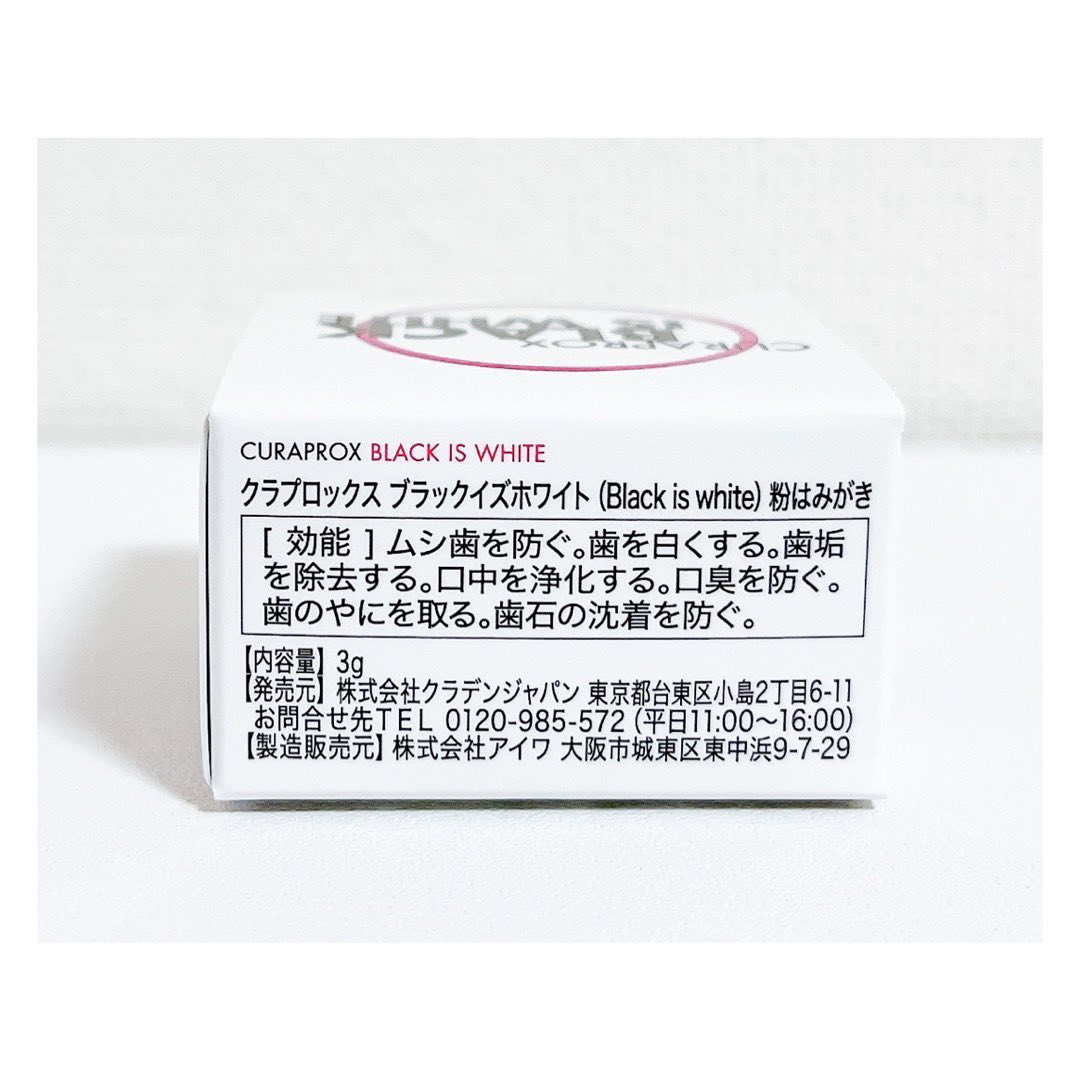 CURAPROX
BLACK
IS WHITE
CURAPROX BLACK IS WHITE
クラプロックス ブラックイズホワイト (Black is white) 粉はみがき
[ 効能 ] ムシ歯を防ぐ。歯を白くする。歯垢
を除去する。口中を浄化する。口臭を防ぐ。
歯のやにを取る。歯石の沈着を防ぐ。
【内容量】 3g
【発売元】 株式会社クラデンジャパン 東京都台東区小島2丁目6-11
お問合せ先TEL 0120-985-572 (平日11:00〜16:00)
【製造販売元】 株式会社アイワ 大阪市城東区東中浜9-7-29